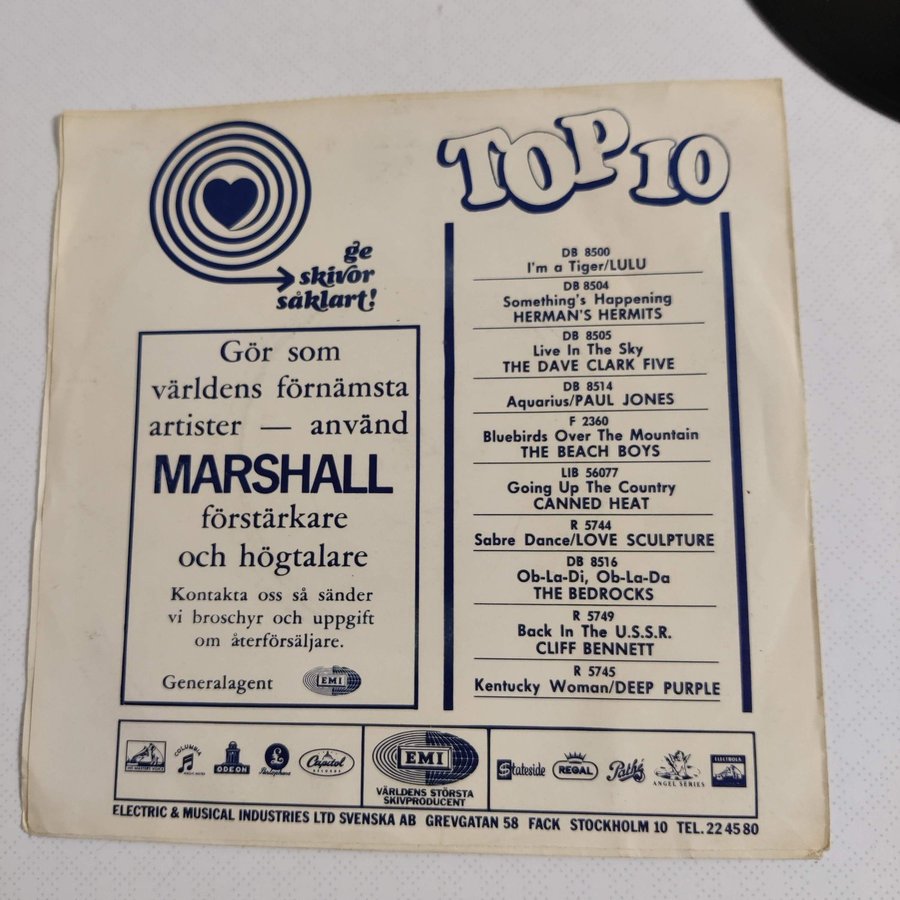 ge
skivor
såklart!
Gör som
världens förnämsta
artister — använd
MARSHALL
förstärkare
och högtalare
Kontakta oss så sänder
vi broschyr och uppgift
om återförsäljare.
Generalagent EMI
TOP 10
DB 8500
I'm a Tiger/LULU
DB 8504
Something's Happening
HERMAN'S HERMITS
DB 8505
Live In The Sky
THE DAVE CLARK FIVE
DB 8514
Aquarius/PAUL JONES
F 2360
Bluebirds Over The Mountain
THE BEACH BOYS
LIB 56077
Going Up The Country
CANNED HEAT
R 5744
Sabre Dance/LOVE SCULPTURE
DB 8516
Ob-La-Di, Ob-La-Da
THE BEDROCKS
R 5749
Back In The U.S.S.R.
CLIFF BENNETT
R 5745
Kentucky Woman/DEEP PURPLE
HIS MASTER'S VOICE
COLUMBIA
ODEON
Parlophone
Capitol
RECORDS
EMI
VÄRLDENS STÖRSTA
SKIVPRODUCENT
Stateside
REGAL
Pathé
ANGEL SERIES
ELECTROLA
ELECTRIC & MUSICAL INDUSTRIES LTD SVENSKA AB GREVGATAN 58 FACK STOCKHOLM 10 TEL. 22 45 80